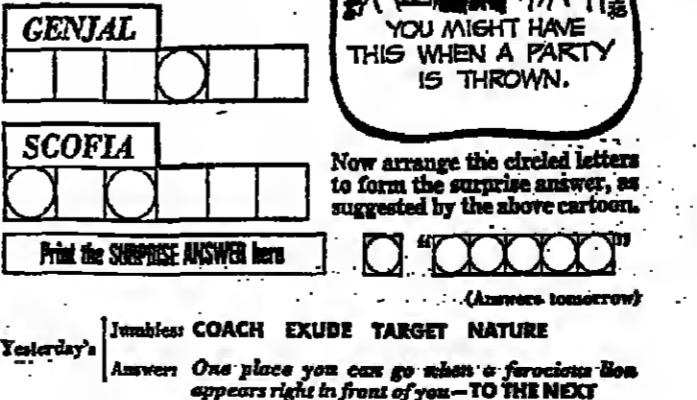 GENJAL
YOU MIGHT HAVE
THIS WHEN A PARTY
IS THROWN.
SCOFIA
Now arrange the circled letters
to form the surprise answer, as
suggested by the above cartoon.
Print the SURPRISE ANSWER here
" "
(Answers tomorrow)
Yesterday's
Jumbles: COACH EXUDE TARGET NATURE
Answer: One place you can go when a ferocious lion
appears right in front of you—TO THE NEXT